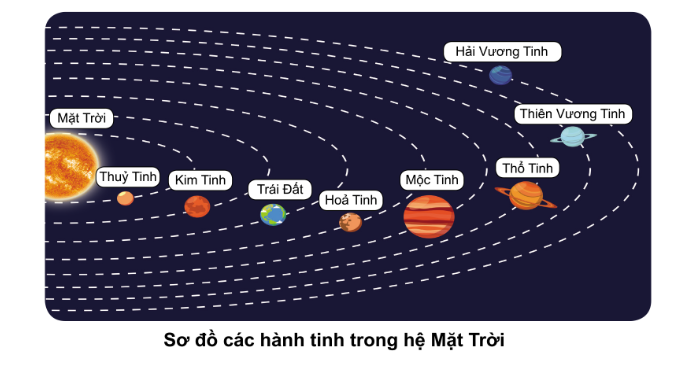 Hải Vương Tinh
Thiên Vương Tinh
Mặt Trời
Thuỷ Tinh
Kim Tinh
Trái Đất
Hoả Tinh
Mộc Tinh
Thổ Tinh
Sơ đồ các hành tinh trong hệ Mặt Trời